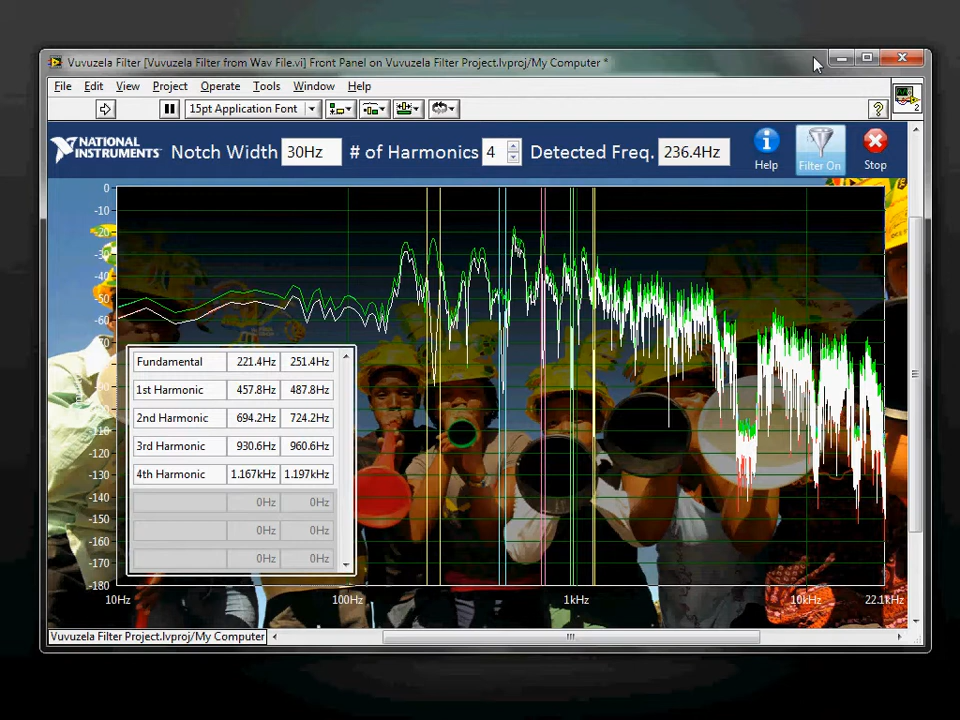 Vuvuzela Filter [Vuvuzela Filter from Wav File.vi] Front Panel on Vuvuzela Filter Project.lvproj/My Computer *
File Edit View Project Operate Tools Window Help
15pt Application Font
2
NATIONAL INSTRUMENTS Notch Width 30Hz # of Harmonics 4 Detected Freq. 236.4Hz Help Filter On Stop
0
-10
-20
-30
-40
-50
-60
-70
-80
-90
-100
-110
-120
-130
-140
-150
-160
-170
-180
Fundamental 221.4Hz 251.4Hz
1st Harmonic 457.8Hz 487.8Hz
2nd Harmonic 694.2Hz 724.2Hz
3rd Harmonic 930.6Hz 960.6Hz
4th Harmonic 1.167kHz 1.197kHz
0Hz 0Hz
0Hz 0Hz
0Hz 0Hz
10Hz 100Hz 1kHz 10kHz 22.1kHz
Vuvuzela Filter Project.lvproj/My Computer